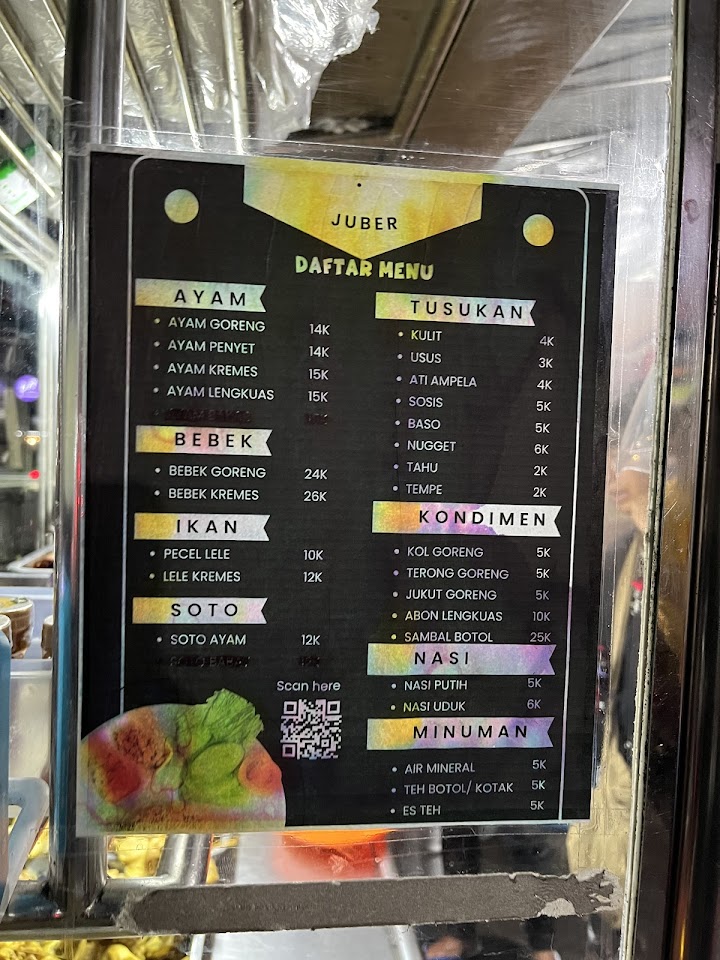 JUBER
DAFTAR MENU
AYAM
• AYAM GORENG 14K
• AYAM PENYET 14K
• AYAM KREMES 15K
• AYAM LENGKUAS 15K
BEBEK
• BEBEK GORENG 24K
• BEBEK KREMES 26K
IKAN
• PECEL LELE 10K
• LELE KREMES 12K
SOTO
• SOTO AYAM 12K
Scan here
TUSUKAN
• KULIT 4K
• USUS 3K
• ATI AMPELA 4K
• SOSIS 5K
• BASO 5K
• NUGGET 6K
• TAHU 2K
• TEMPE 2K
KONDIMEN
• KOL GORENG 5K
• TERONG GORENG 5K
• JUKUT GORENG 5K
• ABON LENGKUAS 10K
• SAMBAL BOTOL 25K
NASI
• NASI PUTIH 5K
• NASI UDUK 6K
MINUMAN
• AIR MINERAL 5K
• TEH BOTOL/ KOTAK 5K
• ES TEH 5K